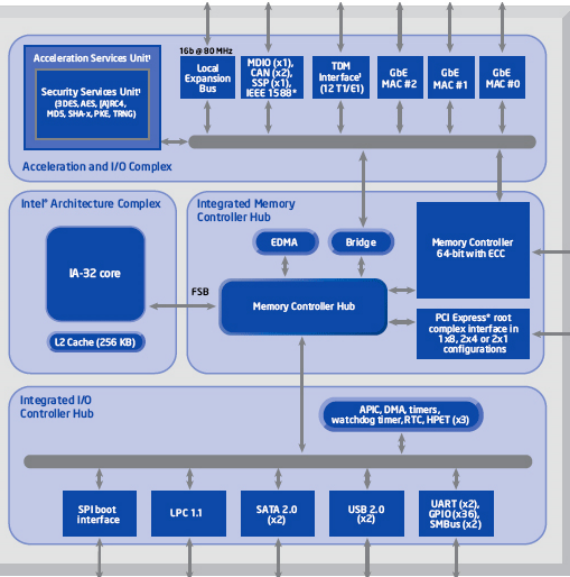 Acceleration Services Unit¹
Security Services Unit¹
(3DES, AES, (A)RC4,
MD5, SHA-x, PKE, TRNG)
16b @ 80 MHz
Local
Expansion
Bus
MDIO (x1),
CAN (x2),
SSP (x1),
IEEE 1588*
TDM
Interface¹
(12 T1/E1)
GbE
MAC #2
GbE
MAC #1
GbE
MAC #0
Acceleration and I/O Complex
Intel® Architecture Complex
IA-32 core
L2 Cache (256 KB)
FSB
Integrated Memory
Controller Hub
EDMA
Bridge
Memory Controller Hub
Memory Controller
64-bit with ECC
PCI Express* root
complex interface in
1x8, 2x4 or 2x1
configurations
Integrated I/O
Controller Hub
APIC, DMA, timers,
watchdog timer, RTC, HPET (x3)
SPI boot
interface
LPC 1.1
SATA 2.0
(x2)
USB 2.0
(x2)
UART (x2),
GPIO (x36),
SMBus (x2)